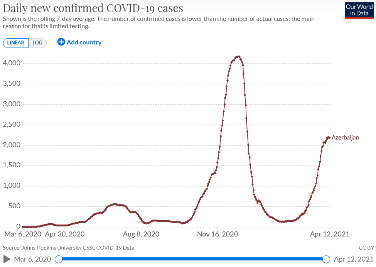 Daily new confirmed COVID-19 cases
Our World
in Data
Shown is the rolling 7-day average. The number of confirmed cases is lower than the number of actual cases; the main
reason for that is limited testing.
LINEAR LOG
Add country
4,000
3,500
3,000
2,500
2,000
1,500
1,000
500
0
Azerbaijan
Mar 6, 2020 Apr 30, 2020 Aug 8, 2020 Nov 16, 2020 Apr 12, 2021
Source: Johns Hopkins University CSSE COVID-19 Data CC BY
Mar 6, 2020 Apr 12, 2021